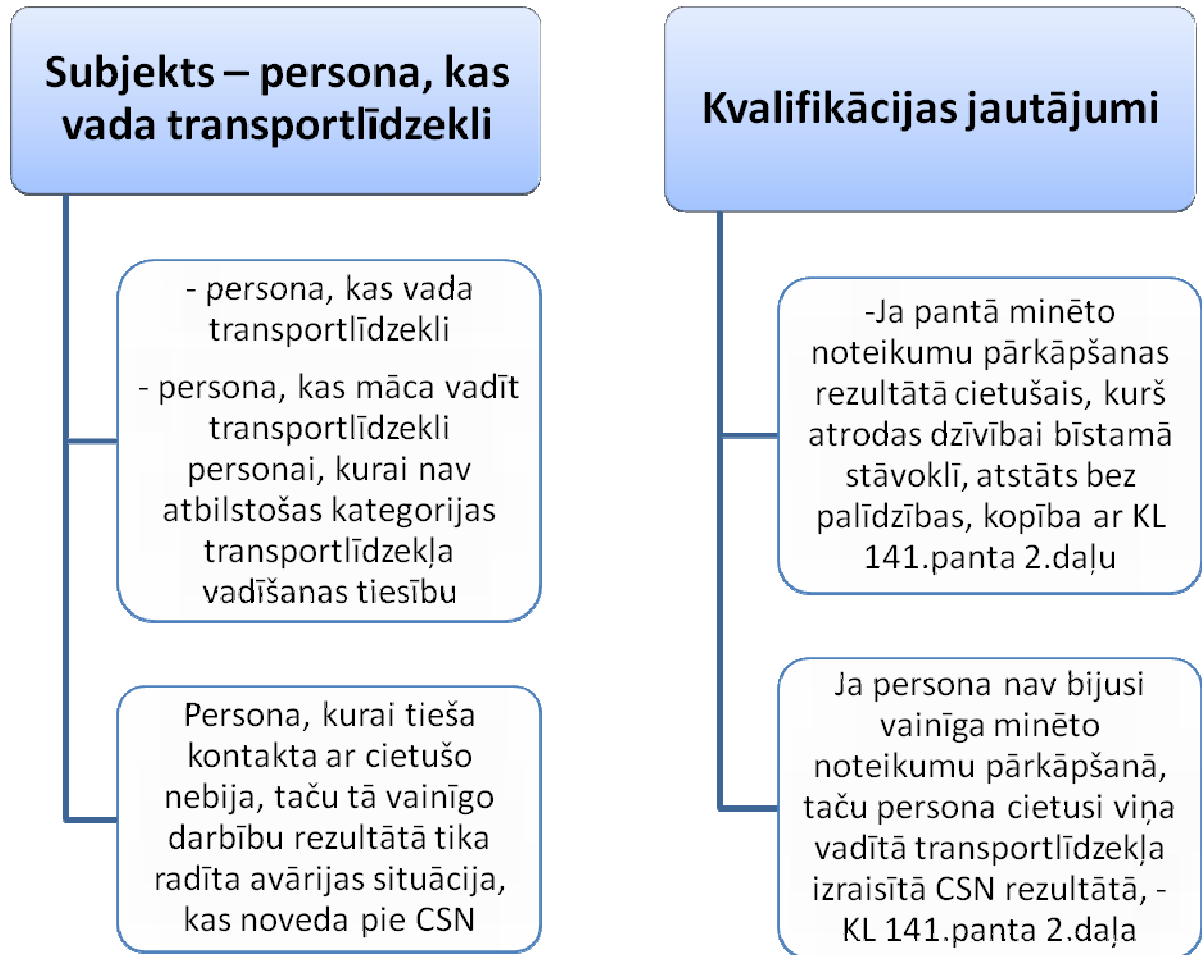 Subjekts – persona, kas
vada transportlīdzekli
- persona, kas vada
transportlīdzekli
- persona, kas māca vadīt
transportlīdzekli
personai, kurai nav
atbilstošas kategorijas
transportlīdzekļa
vadīšanas tiesību
Persona, kurai tieša
kontakta ar cietušo
nebija, taču tā vainīgo
darbību rezultātā tika
radīta avārijas situācija,
kas noveda pie CSN
Kvalifikācijas jautājumi
-Ja pantā minēto
noteikumu pārkāpšanas
rezultātā cietušais, kurš
atrodas dzīvībai bīstamā
stāvoklī, atstāts bez
palīdzības, kopība ar KL
141.panta 2.daļu
Ja persona nav bijusi
vainīga minēto
noteikumu pārkāpšanā,
taču persona cietusi viņa
vadītā transportlīdzekļa
izraisītā CSN rezultātā, -
KL 141.panta 2.daļa